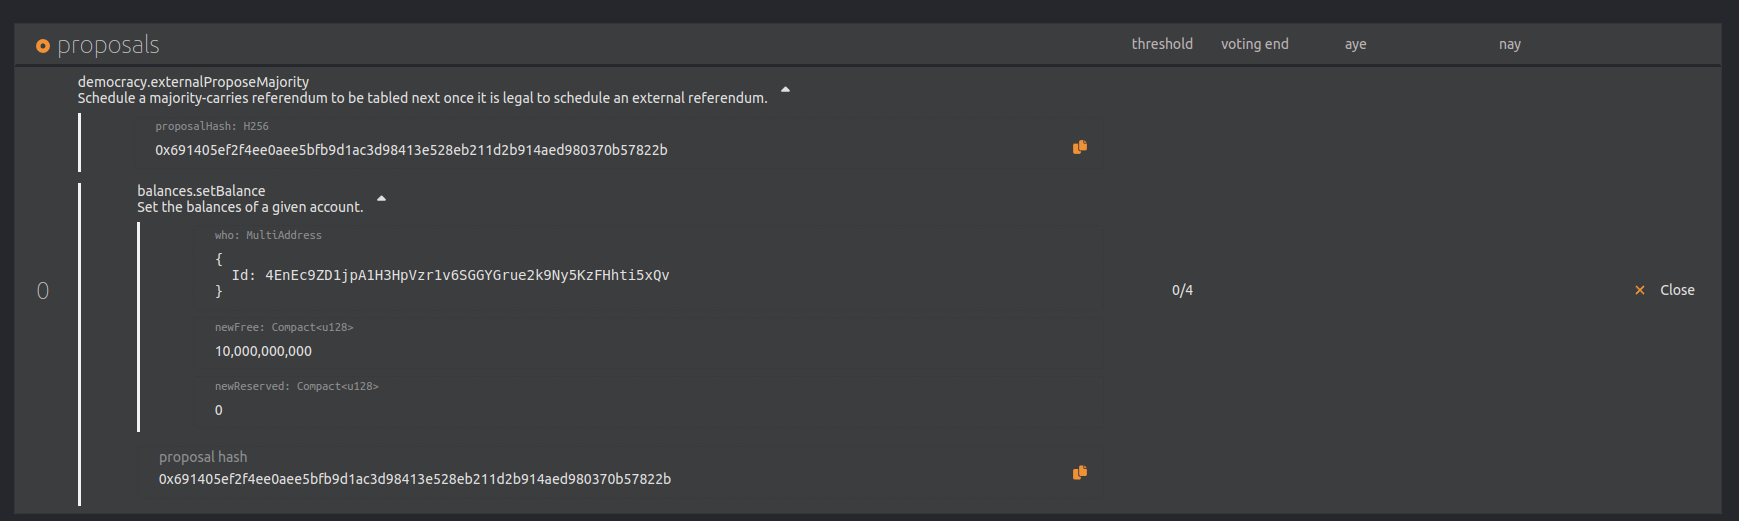 proposals threshold voting end aye nay
democracy.externalProposeMajority
Schedule a majority-carries referendum to be tabled next once it is legal to schedule an external referendum.
proposalHash: H256
0x691405ef2f4ee0aee5bfb9d1ac3d98413e528eb211d2b914aed980370b57822b
balances.setBalance
Set the balances of a given account.
who: MultiAddress
{
Id: 4EnEc9ZD1jpA1H3HpVzr1v6SGGYGrue2k9Ny5KzFHhti5xQv
}
0 0/4 Close
newFree: Compact<u128>
10,000,000,000
newReserved: Compact<u128>
0
proposal hash
0x691405ef2f4ee0aee5bfb9d1ac3d98413e528eb211d2b914aed980370b57822b